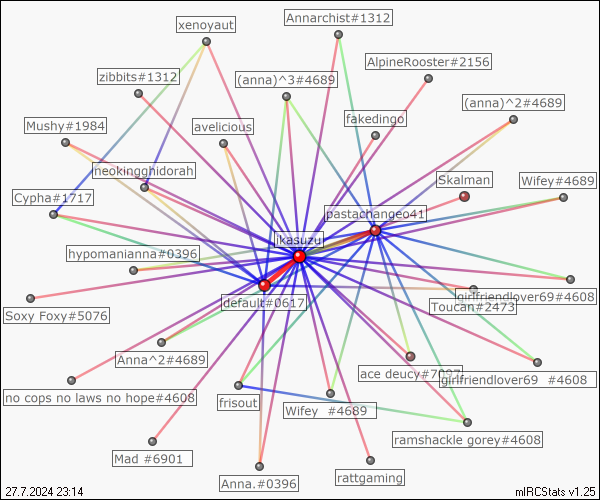 xenoyaut
Annarchist#1312
AlpineRooster#2156
zibbits#1312
(anna)^3#4689
(anna)^2#4689
Mushy#1984
avelicious
fakedingo
neokingghidorah
Skalman
Wifey#4689
Cypha#1717
pastachangeo41
ikasuzu
hypomanianna#0396
default#0617
girlfriendlover69#4608
Toucan#2473
Soxy Foxy#5076
Anna^2#4689
ace deucy#7097
girlfriendlover69 #4608
no cops no laws no hope#4608
frisout
Wifey #4689
ramshackle gorey#4608
Mad #6901
Anna.#0396
rattgaming
27.7.2024 23:14
mIRCStats v1.25